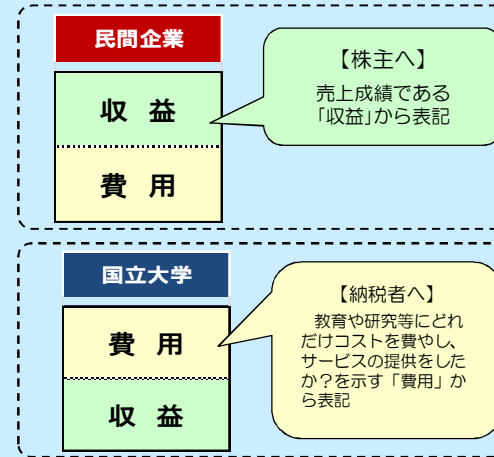 民間企業
収 益
費 用
【株主へ】
売上成績である
「収益」から表記
国立大学
費 用
収 益
【納税者へ】
教育や研究等にどれ
だけコストを費やし、
サービスの提供をした
か？を示す「費用」か
ら表記